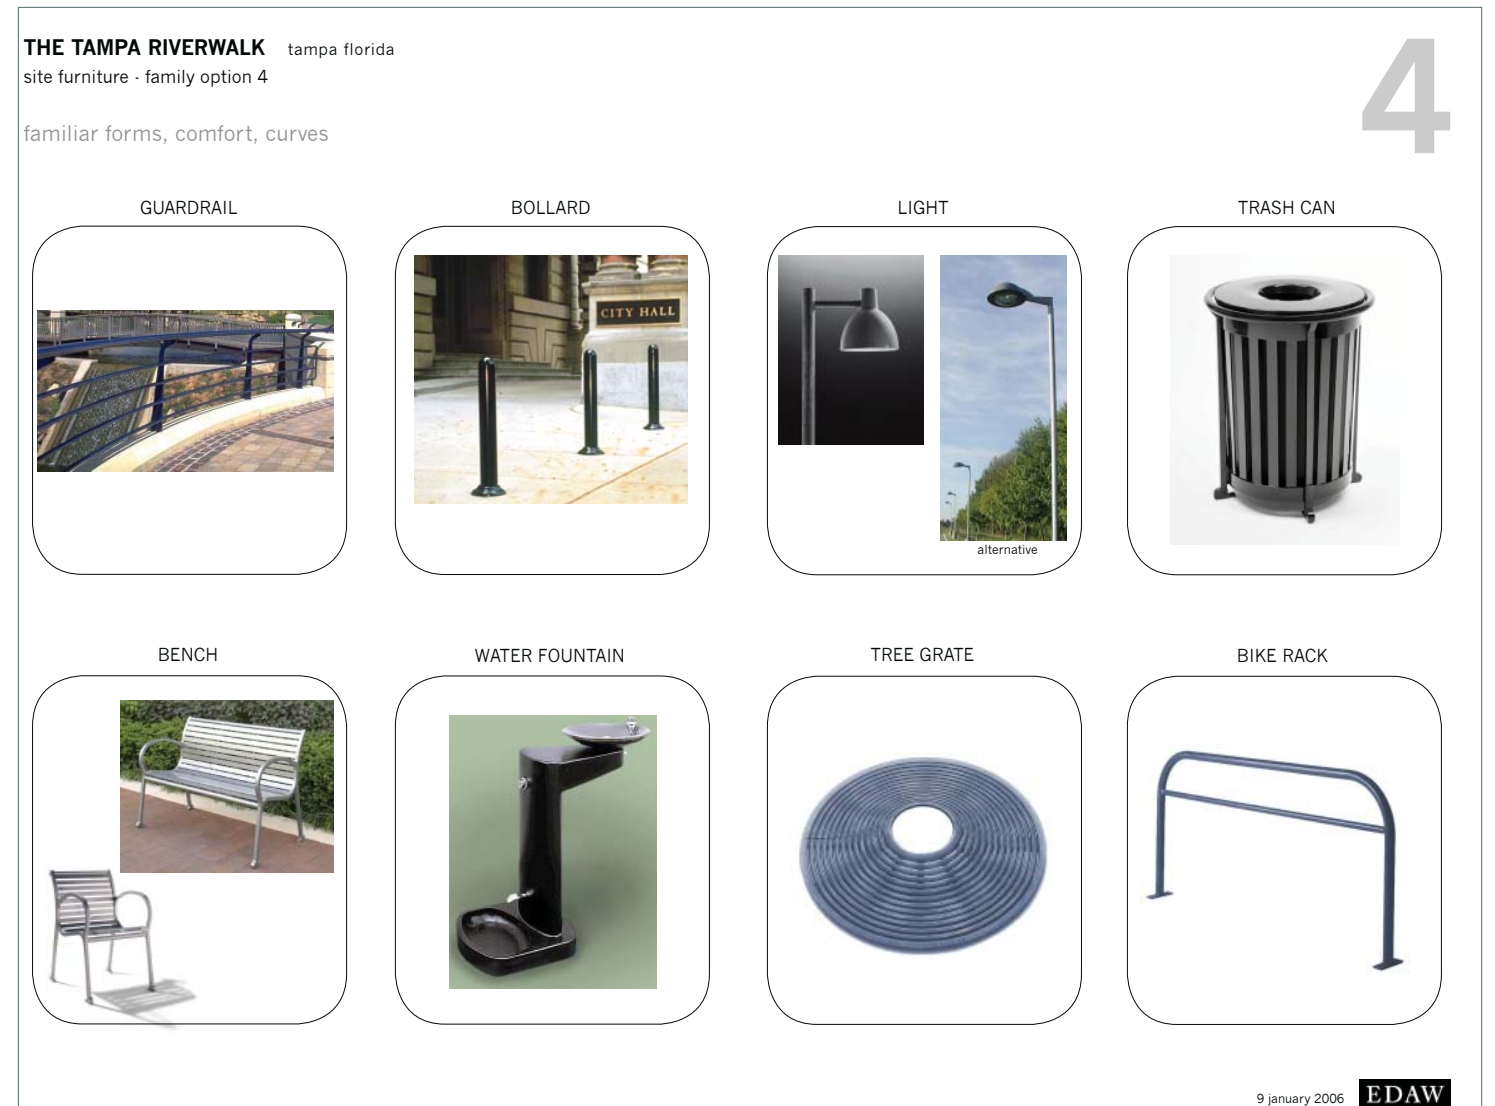 THE TAMPA RIVERWALK tampa florida
site furniture - family option 4
4
familiar forms, comfort, curves
GUARDRAIL
BOLLARD
LIGHT
TRASH CAN
CITY HALL
alternative
BENCH
WATER FOUNTAIN
TREE GRATE
BIKE RACK
9 january 2006
EDAW